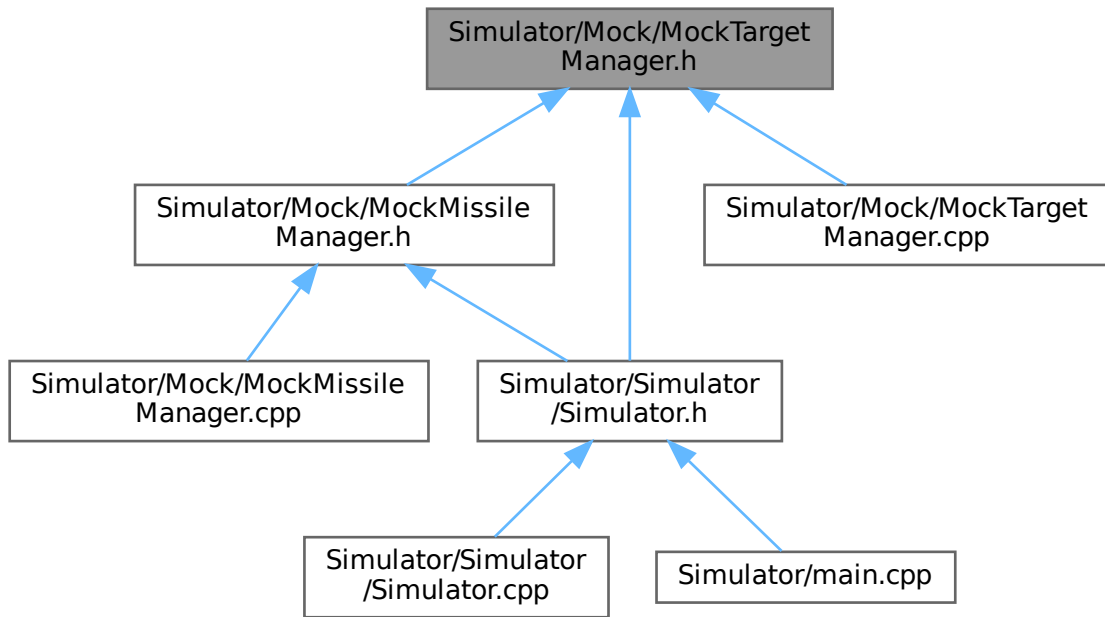 Simulator/Mock/MockTarget
Manager.h
Simulator/Mock/MockMissile
Manager.h
Simulator/Mock/MockTarget
Manager.cpp
Simulator/Mock/MockMissile
Manager.cpp
Simulator/Simulator
/Simulator.h
Simulator/Simulator
/Simulator.cpp
Simulator/main.cpp